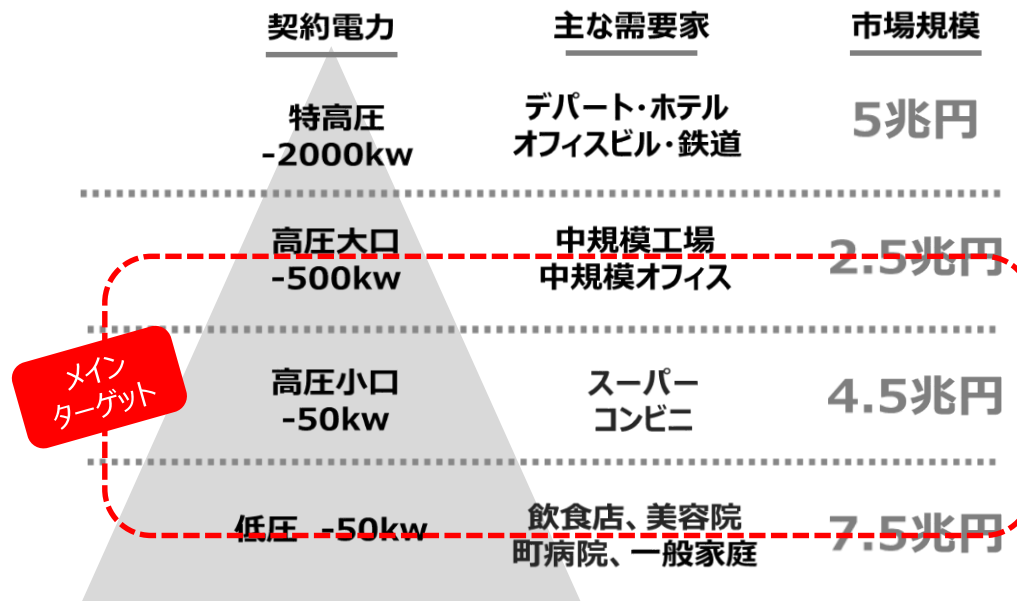 契約電力 主な需要家 市場規模
特高圧
-2000kw
デパート・ホテル
オフィスビル・鉄道
5兆円
高圧大口
-500kw
中規模工場
中規模オフィス
2.5兆円
メイン
ターゲット
高圧小口
-50kw
スーパー
コンビニ
4.5兆円
低圧 -50kw
飲食店、美容院
町病院、一般家庭
7.5兆円